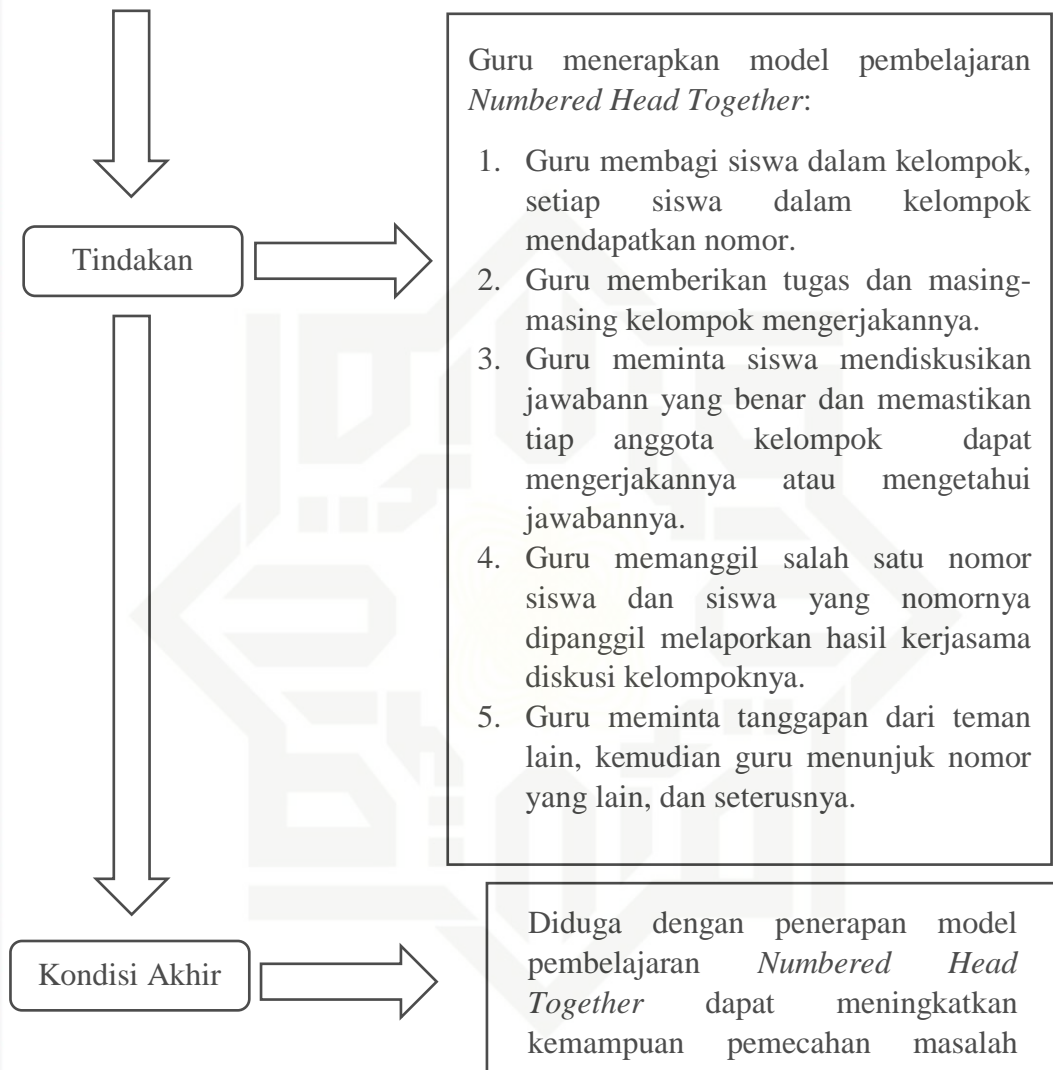 Guru menerapkan model pembelajaran
Numbered Head Together:
1. Guru membagi siswa dalam kelompok,
setiap siswa dalam kelompok
mendapatkan nomor.
Tindakan
2. Guru memberikan tugas dan masing-
masing kelompok mengerjakannya.
3. Guru meminta siswa mendiskusikan
jawabann yang benar dan memastikan
tiap anggota kelompok dapat
mengerjakannya atau mengetahui
jawabannya.
4. Guru memanggil salah satu nomor
siswa dan siswa yang nomornya
dipanggil melaporkan hasil kerjasama
diskusi kelompoknya.
5. Guru meminta tanggapan dari teman
lain, kemudian guru menunjuk nomor
yang lain, dan seterusnya.
Kondisi Akhir
Diduga dengan penerapan model
pembelajaran Numbered Head
Together dapat meningkatkan
kemampuan pemecahan masalah